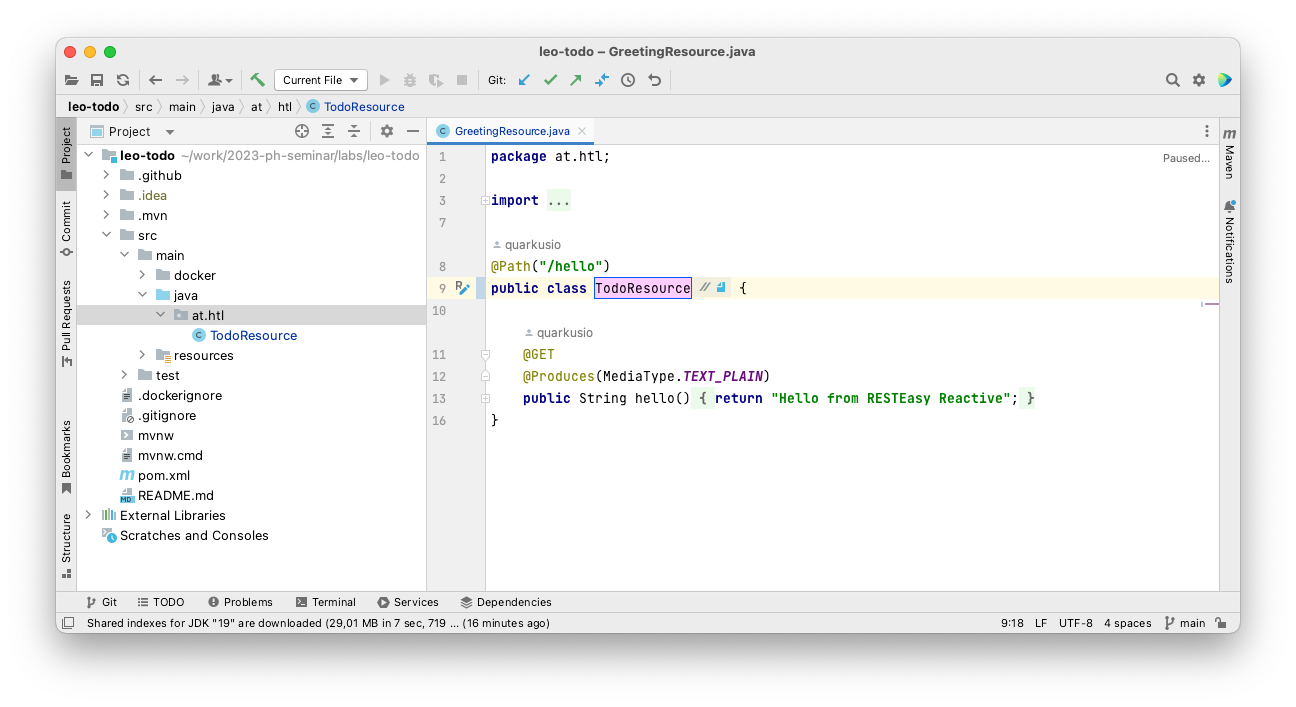 leo-todo – GreetingResource.java
Current File
Git:
leo-todo src main java at htl C TodoResource
Project
C GreetingResource.java
Project
Commit
Pull Requests
Bookmarks
Structure
leo-todo ~/work/2023-ph-seminar/labs/leo-todo
.github
.idea
.mvn
src
main
docker
java
at.htl
C TodoResource
resources
test
.dockerignore
.gitignore
mvnw
mvnw.cmd
m pom.xml
MD README.md
External Libraries
Scratches and Consoles
1 package at.htl;
Paused...
2
3 import ...
7
quarkusio
8 @Path("/hello")
9 R public class TodoResource // {
10
quarkusio
11 @GET
12 @Produces(MediaType.TEXT_PLAIN)
13 public String hello() { return "Hello from RESTEasy Reactive"; }
16 }
m
Maven
Notifications
Git TODO Problems Terminal Services Dependencies
Shared indexes for JDK "19" are downloaded (29,01 MB in 7 sec, 719 ... (16 minutes ago)
9:18 LF UTF-8 4 spaces main